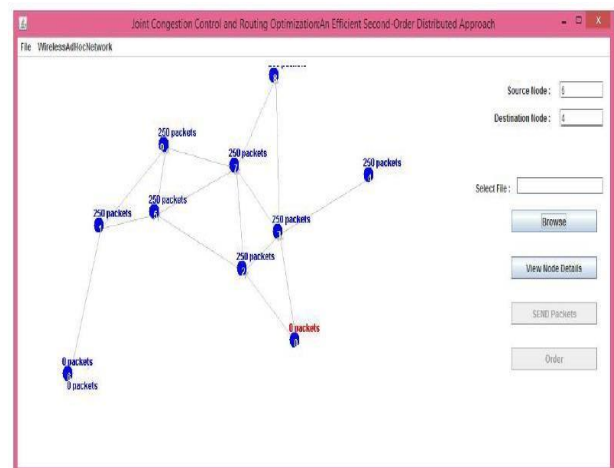 Joint Congestion Control and Routing Optimization:An Efficient Second-Order Distributed Approach
File WirelessAdHocNetwork
250 packets
Source Node :
Destination Node : 4
250 packets
250 packets
7
250 packets
250 packets
Select File :
250 packets
250 packets
Browse
2
View Node Details
SEND Packets
0 packets
Order
0 packets
0 packets